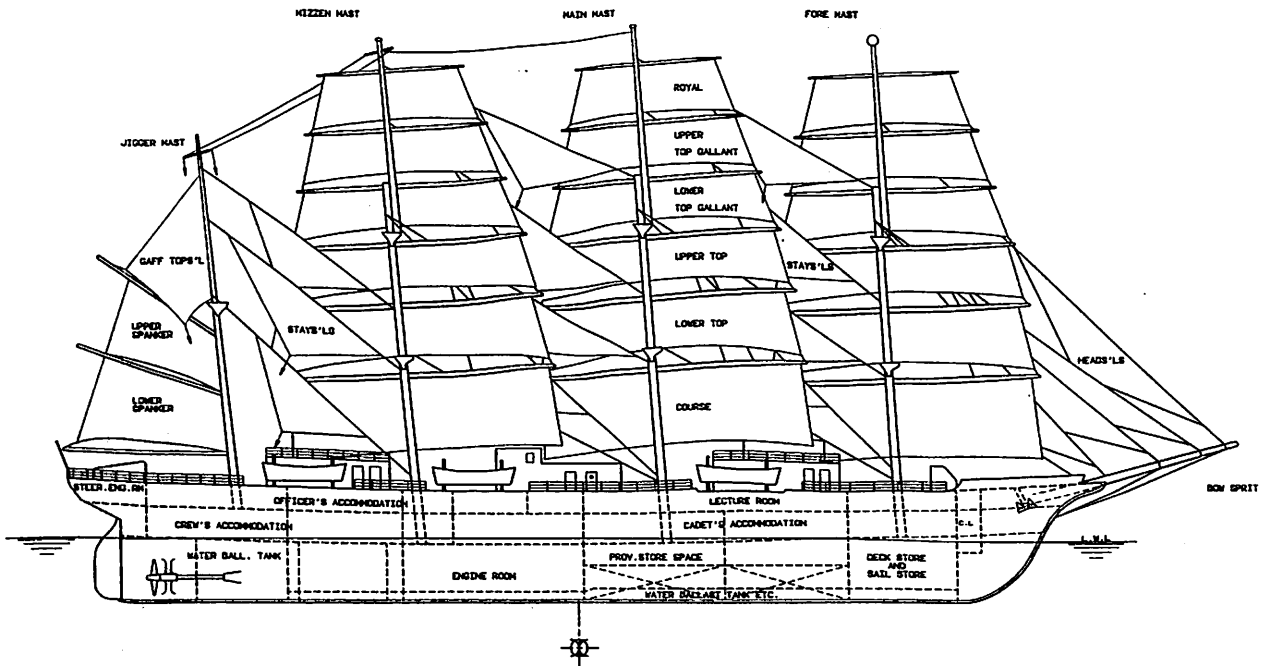 MIZZEN MAST
MAIN MAST
FORE MAST
JIGGER MAST
ROYAL
UPPER
TOP GALLANT
LOWER
TOP GALLANT
GAFF TOPS'L
UPPER TOP
STAYS'LS
UPPER
SPANKER
STAYS'LS
LOWER TOP
HEADS'LS
LOWER
SPANKER
COURSE
STEER.ENG.RM
OFFICER'S ACCOMMODATION
LECTURE ROOM
BOW SPRIT
CREW'S ACCOMMODATION
CADET'S ACCOMMODATION
C.L
L.W.L
WATER BALL. TANK
PROV.STORE SPACE
DECK STORE
AND
SAIL STORE
ENGINE ROOM
WATER BALLAST TANK ETC.